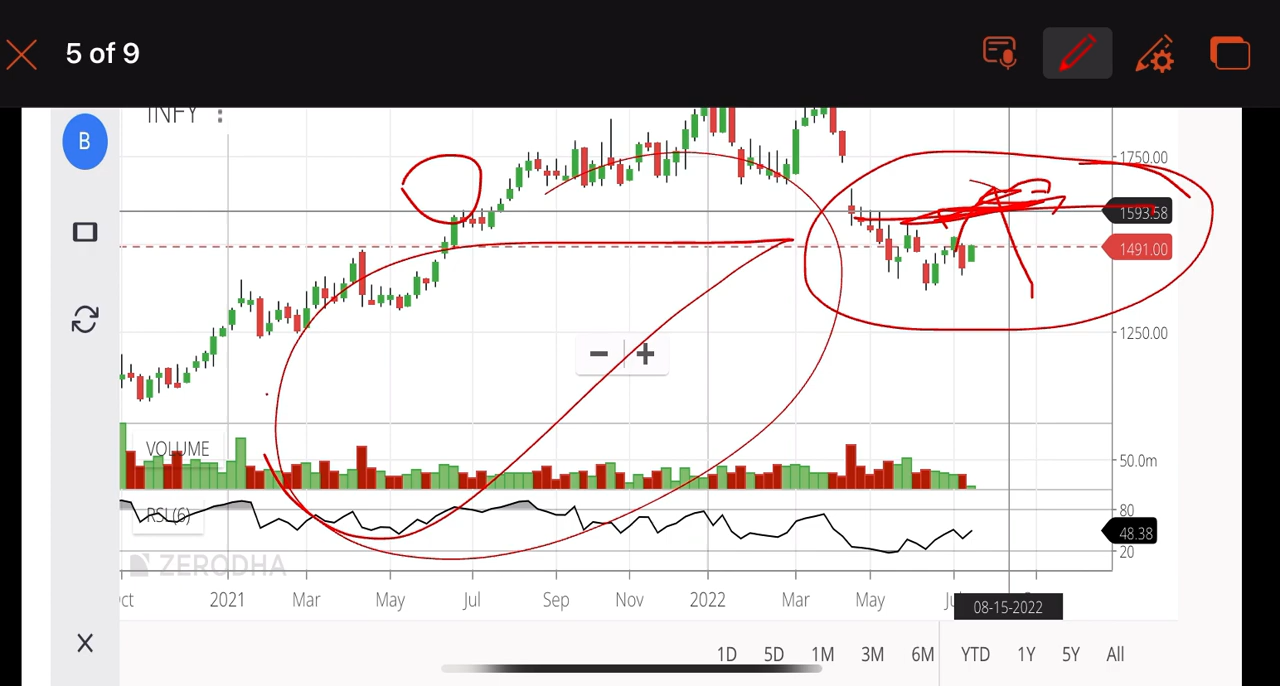 5 of 9
INFY
B
1750.00
1593.58
1491.00
1250.00
VOLUME
50.0m
RSI (6)
80
48.38
20
ZERODHA
2021 Mar May Jul Sep Nov 2022 Mar May
08-15-2022
1D 5D 1M 3M 6M YTD 1Y 5Y All
X